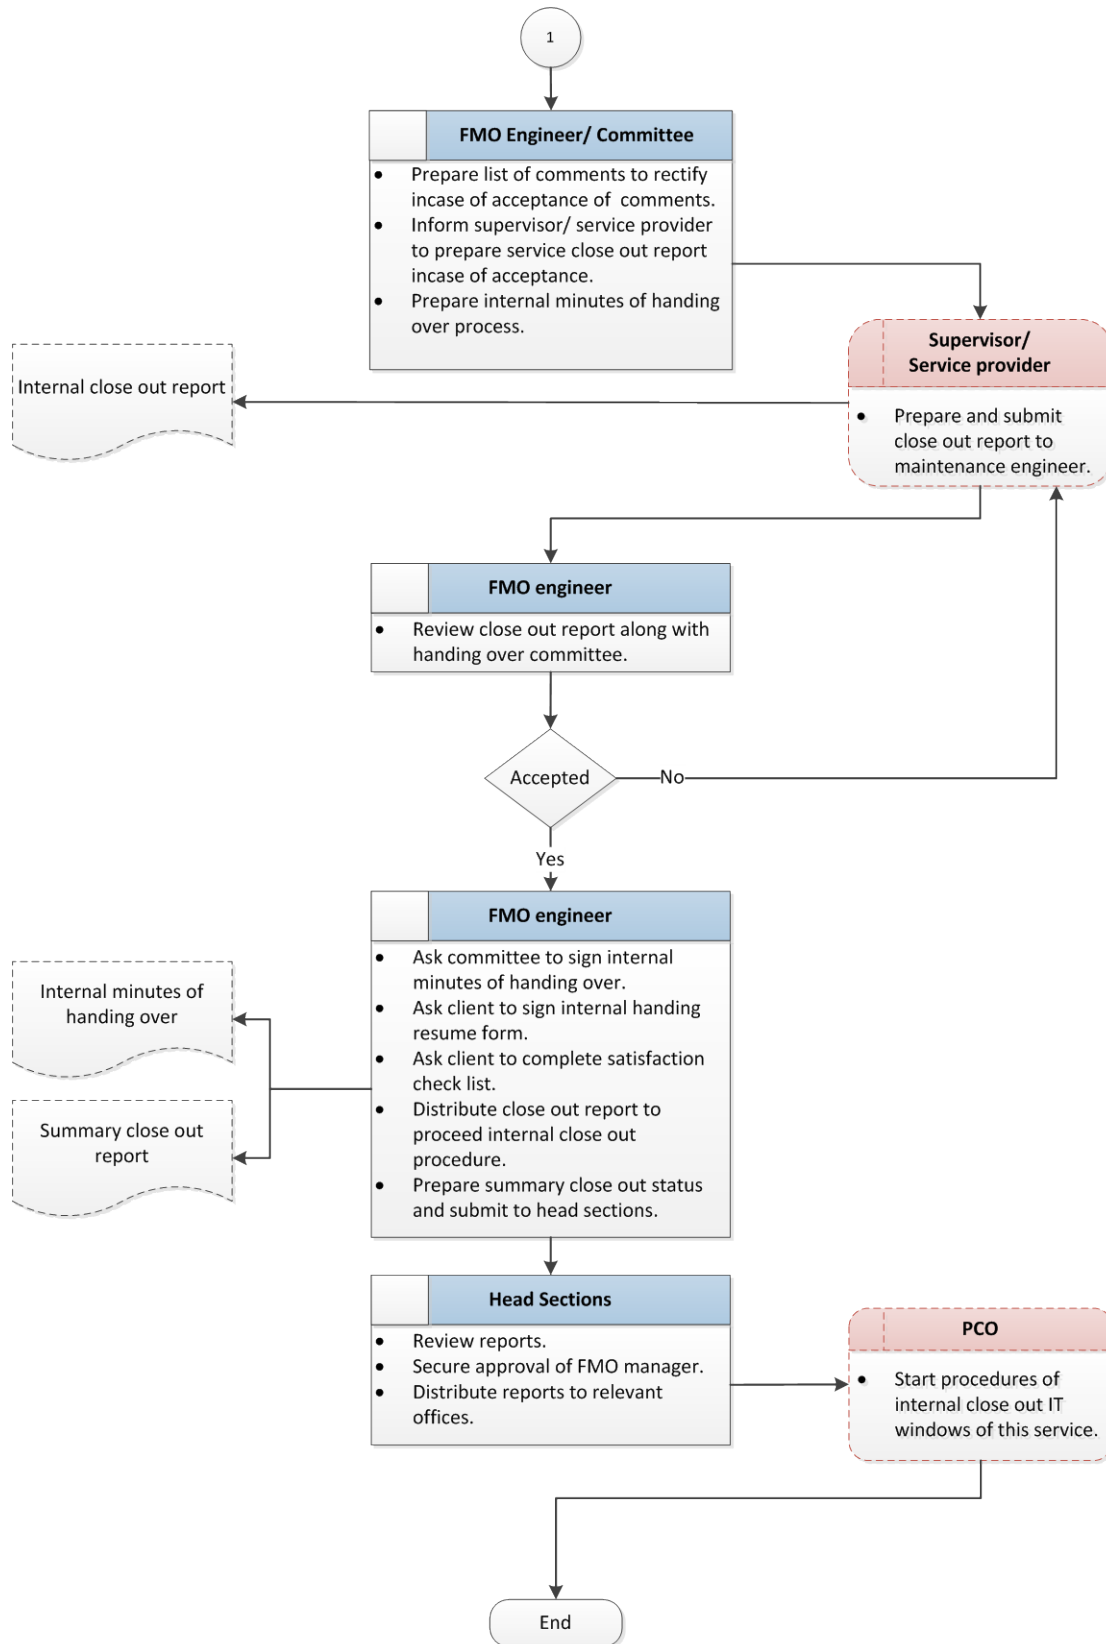 1
FMO Engineer/ Committee
• Prepare list of comments to rectify
incase of acceptance of comments.
• Inform supervisor/ service provider
to prepare service close out report
incase of acceptance.
• Prepare internal minutes of handing
over process.
Supervisor/
Service provider
• Prepare and submit
close out report to
maintenance engineer.
Internal close out report
FMO engineer
• Review close out report along with
handing over committee.
Accepted
No
Yes
FMO engineer
• Ask committee to sign internal
minutes of handing over.
• Ask client to sign internal handing
resume form.
• Ask client to complete satisfaction
check list.
• Distribute close out report to
proceed internal close out
procedure.
• Prepare summary close out status
and submit to head sections.
Internal minutes of
handing over
Summary close out
report
Head Sections
• Review reports.
• Secure approval of FMO manager.
• Distribute reports to relevant
offices.
PCO
• Start procedures of
internal close out IT
windows of this service.
End